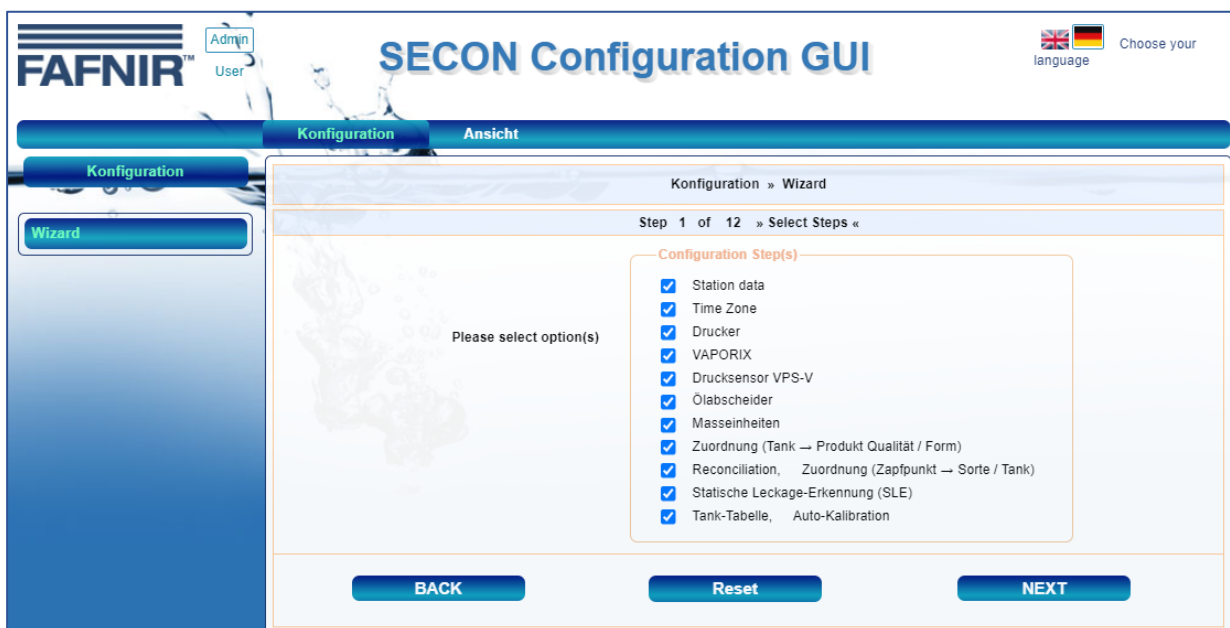 FAFNIR™
Admin
User
SECON Configuration GUI
Choose your
language
Konfiguration
Ansicht
Konfiguration
Wizard
Konfiguration » Wizard
Step 1 of 12 » Select Steps «
Configuration Step(s)
Please select option(s)
Station data
Time Zone
Drucker
VAPORIX
Drucksensor VPS-V
Ölabscheider
Masseinheiten
Zuordnung (Tank → Produkt Qualität / Form)
Reconciliation, Zuordnung (Zapfpunkt → Sorte / Tank)
Statische Leckage-Erkennung (SLE)
Tank-Tabelle, Auto-Kalibration
BACK
Reset
NEXT